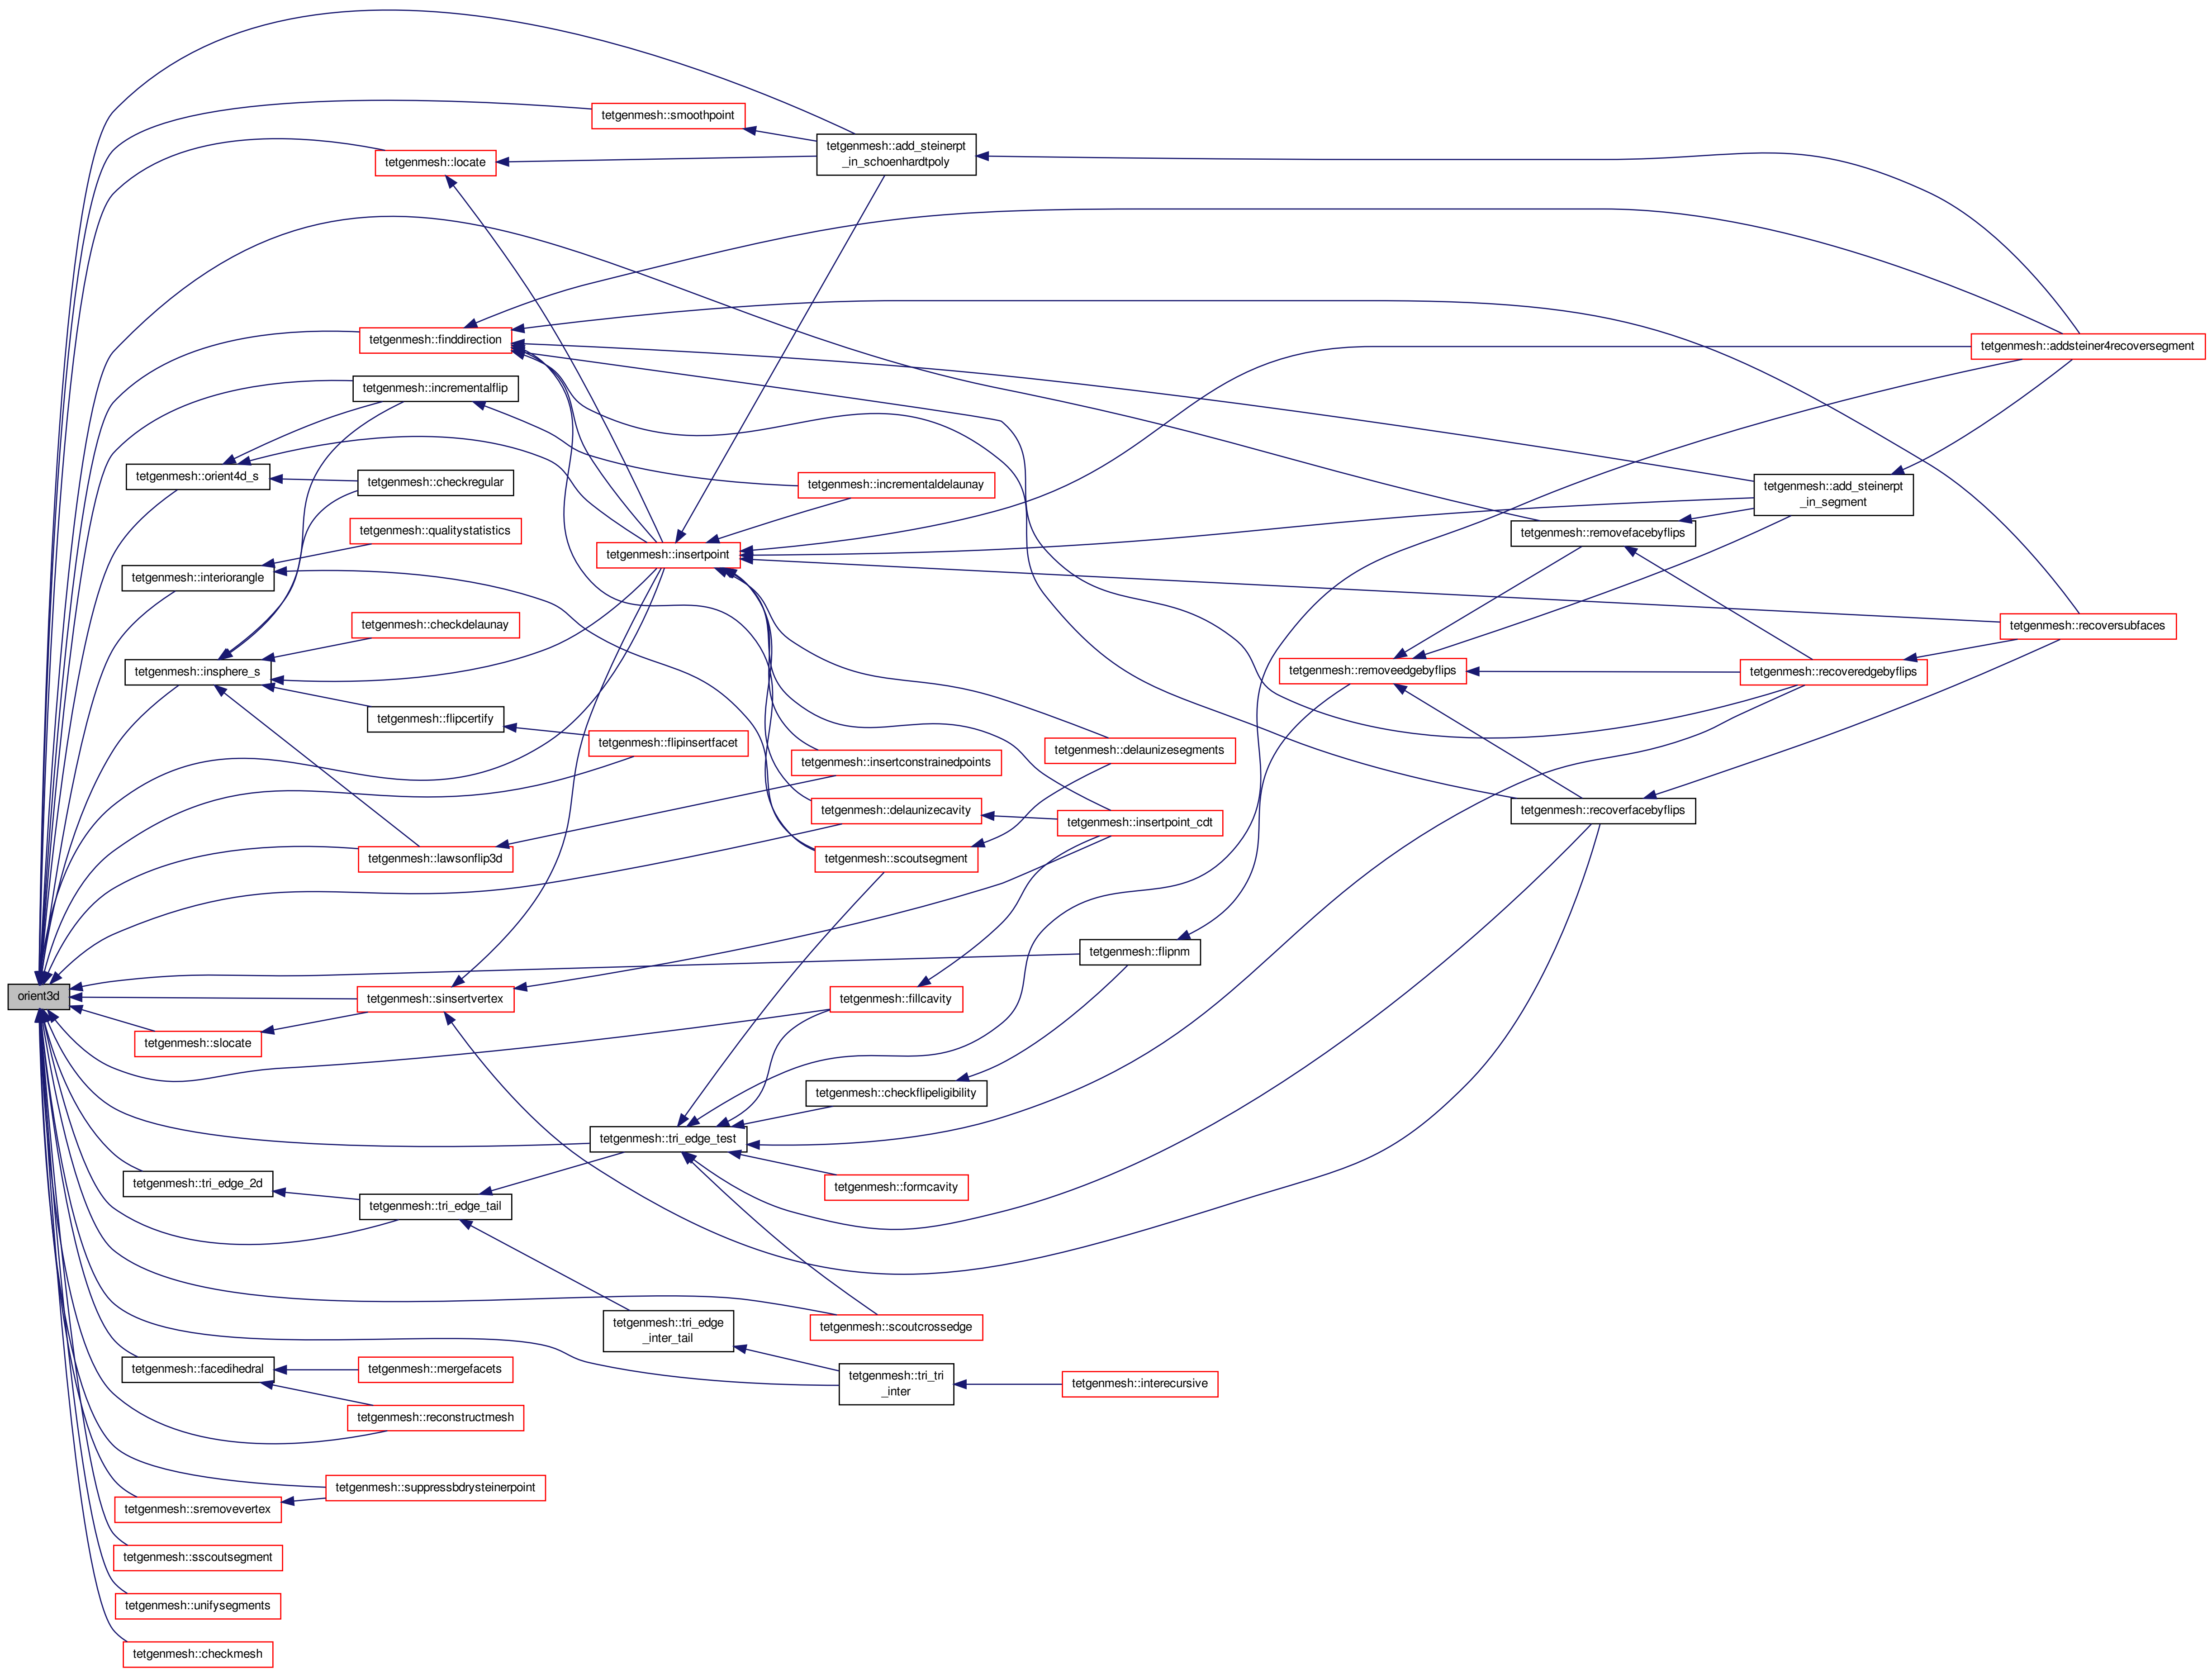 tetgenmesh::smoothpoint
tetgenmesh::add_steinerpt
_in_schoenhardtpoly
tetgenmesh::locate
tetgenmesh::finddirection
tetgenmesh::addsteiner4recoversegment
tetgenmesh::incrementalflip
tetgenmesh::orient4d_s
tetgenmesh::checkregular
tetgenmesh::incrementaldelaunay
tetgenmesh::add_steinerpt
_in_segment
tetgenmesh::qualitystatistics
tetgenmesh::removefacebyflips
tetgenmesh::insertpoint
tetgenmesh::interiorangle
tetgenmesh::checkdelaunay
tetgenmesh::recoversubfaces
tetgenmesh::insphere_s
tetgenmesh::removeedgebyflips
tetgenmesh::recoveredgebyflips
tetgenmesh::flipcertify
tetgenmesh::flipinsertfacet
tetgenmesh::delaunizesegments
tetgenmesh::insertconstrainedpoints
tetgenmesh::delaunizecavity
tetgenmesh::recoverfacebyflips
tetgenmesh::insertpoint_cdt
tetgenmesh::lawsonflip3d
tetgenmesh::scoutsegment
tetgenmesh::flipnm
orient3d
tetgenmesh::sinsertvertex
tetgenmesh::fillcavity
tetgenmesh::slocate
tetgenmesh::checkflipeligibility
tetgenmesh::tri_edge_test
tetgenmesh::tri_edge_2d
tetgenmesh::formcavity
tetgenmesh::tri_edge_tail
tetgenmesh::tri_edge
_inter_tail
tetgenmesh::scoutcrossedge
tetgenmesh::facedihedral
tetgenmesh::mergefacets
tetgenmesh::tri_tri
_inter
tetgenmesh::interecursive
tetgenmesh::reconstructmesh
tetgenmesh::suppressbdrysteinerpoint
tetgenmesh::sremovevertex
tetgenmesh::sscoutsegment
tetgenmesh::unifysegments
tetgenmesh::checkmesh